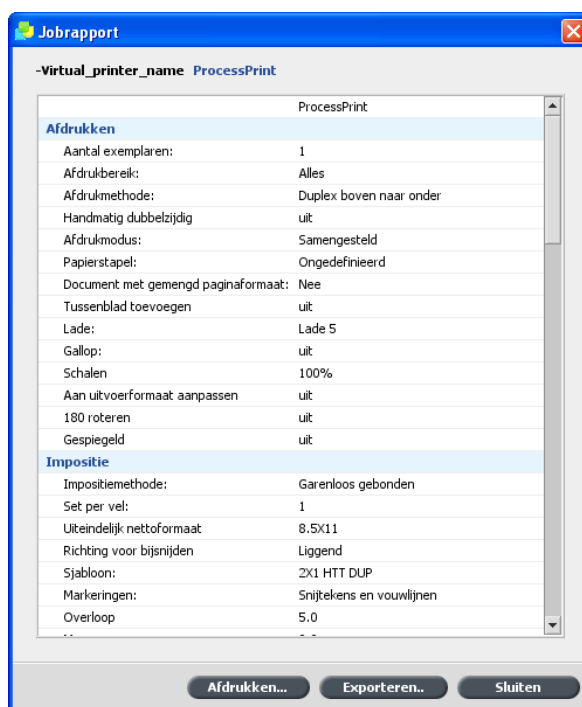 Jobrapport
-Virtual_printer_name ProcessPrint
ProcessPrint
Afdrukken
Aantal exemplaren: 1
Afdrukbereik: Alles
Afdrukmethode: Duplex boven naar onder
Handmatig dubbelzijdig uit
Afdrukmodus: Samengesteld
Papierstapel: Ongedefinieerd
Document met gemengd paginaformaat: Nee
Tussenblad toevoegen uit
Lade: Lade 5
Gallop: uit
Schalen 100%
Aan uitvoerformaat aanpassen uit
180 roteren uit
Gespiegeld uit
Impositie
Impositiemethode: Garenloos gebonden
Set per vel: 1
Uiteindelijk nettoformaat 8.5X11
Richting voor bijsnijden Liggend
Sjabloon: 2X1 HTT DUP
Markeringen: Snijtekens en vouwlijnen
Overloop 5.0
Afdrukken... Exporteren.. Sluiten